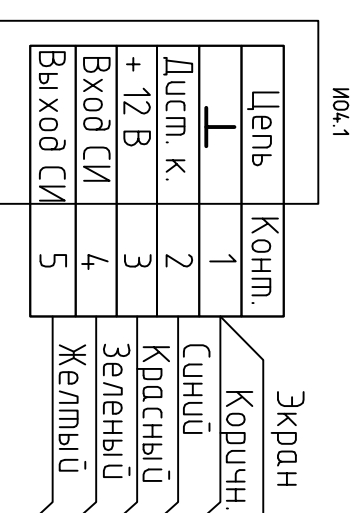 И04.1
Цепь Конт.
⊥ 1
Дист. к. 2
+ 12 В 3
Вход СИ 4
Выход СИ 5
Экран
Коричн.
Синий
Красный
Зеленый
Желтый